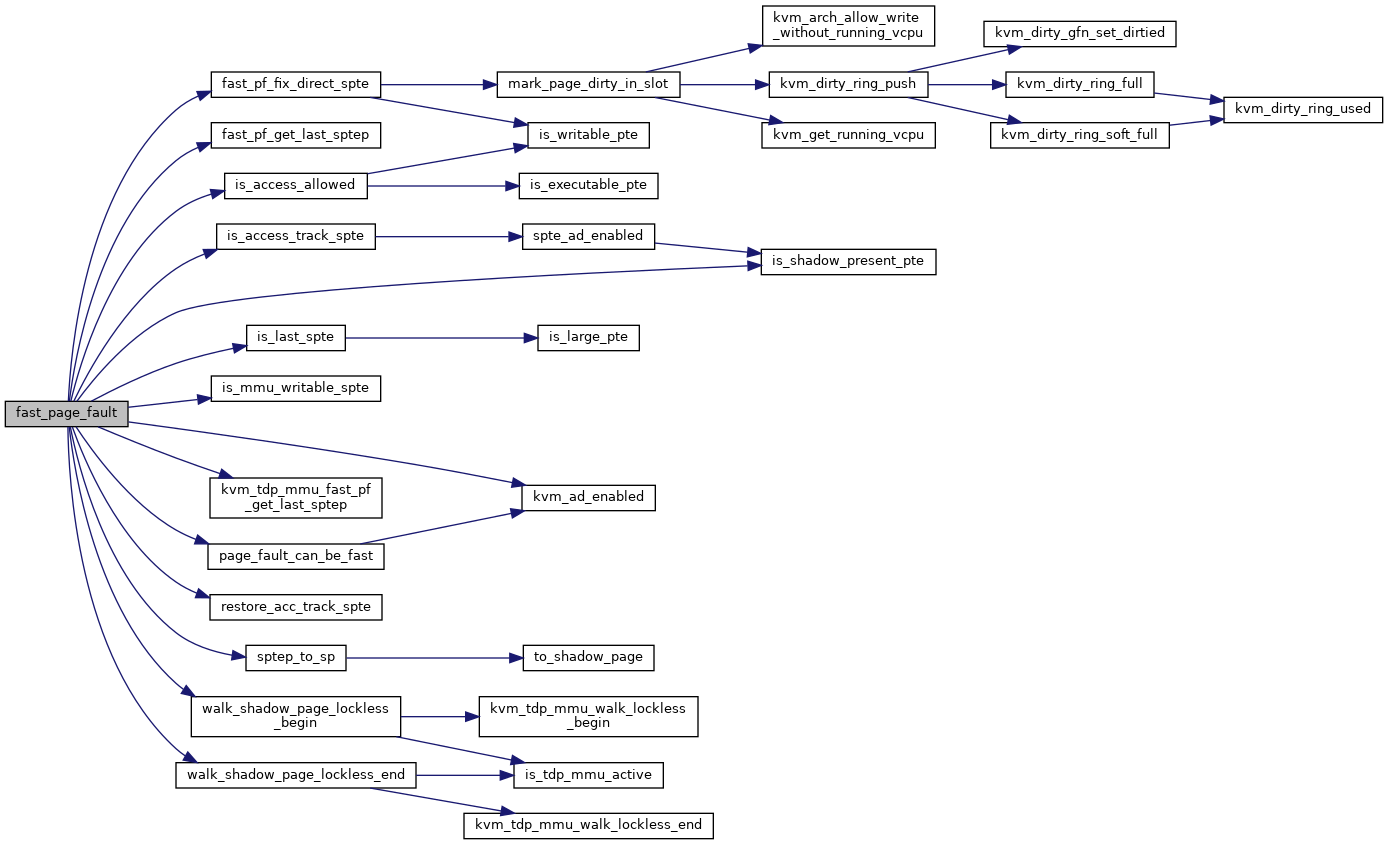 kvm_arch_allow_write
_without_running_vcpu
kvm_dirty_gfn_set_dirtied
fast_pf_fix_direct_spte
mark_page_dirty_in_slot
kvm_dirty_ring_push
kvm_dirty_ring_full
kvm_dirty_ring_used
fast_pf_get_last_sptep
is_writable_pte
kvm_get_running_vcpu
kvm_dirty_ring_soft_full
is_access_allowed
is_executable_pte
is_access_track_spte
spte_ad_enabled
is_shadow_present_pte
is_last_spte
is_large_pte
is_mmu_writable_spte
fast_page_fault
kvm_tdp_mmu_fast_pf
_get_last_sptep
kvm_ad_enabled
page_fault_can_be_fast
restore_acc_track_spte
sptep_to_sp
to_shadow_page
walk_shadow_page_lockless
_begin
kvm_tdp_mmu_walk_lockless
_begin
walk_shadow_page_lockless_end
is_tdp_mmu_active
kvm_tdp_mmu_walk_lockless_end